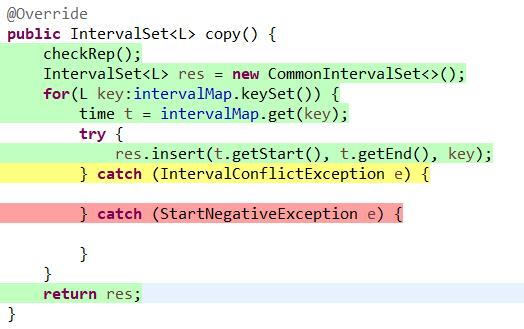 @Override
public IntervalSet<L> copy() {
checkRep();
IntervalSet<L> res = new CommonIntervalSet<>();
for(L key:intervalMap.keySet()) {
time t = intervalMap.get(key);
try {
res.insert(t.getStart(), t.getEnd(), key);
} catch (IntervalConflictException e) {
} catch (StartNegativeException e) {
}
}
return res;
}